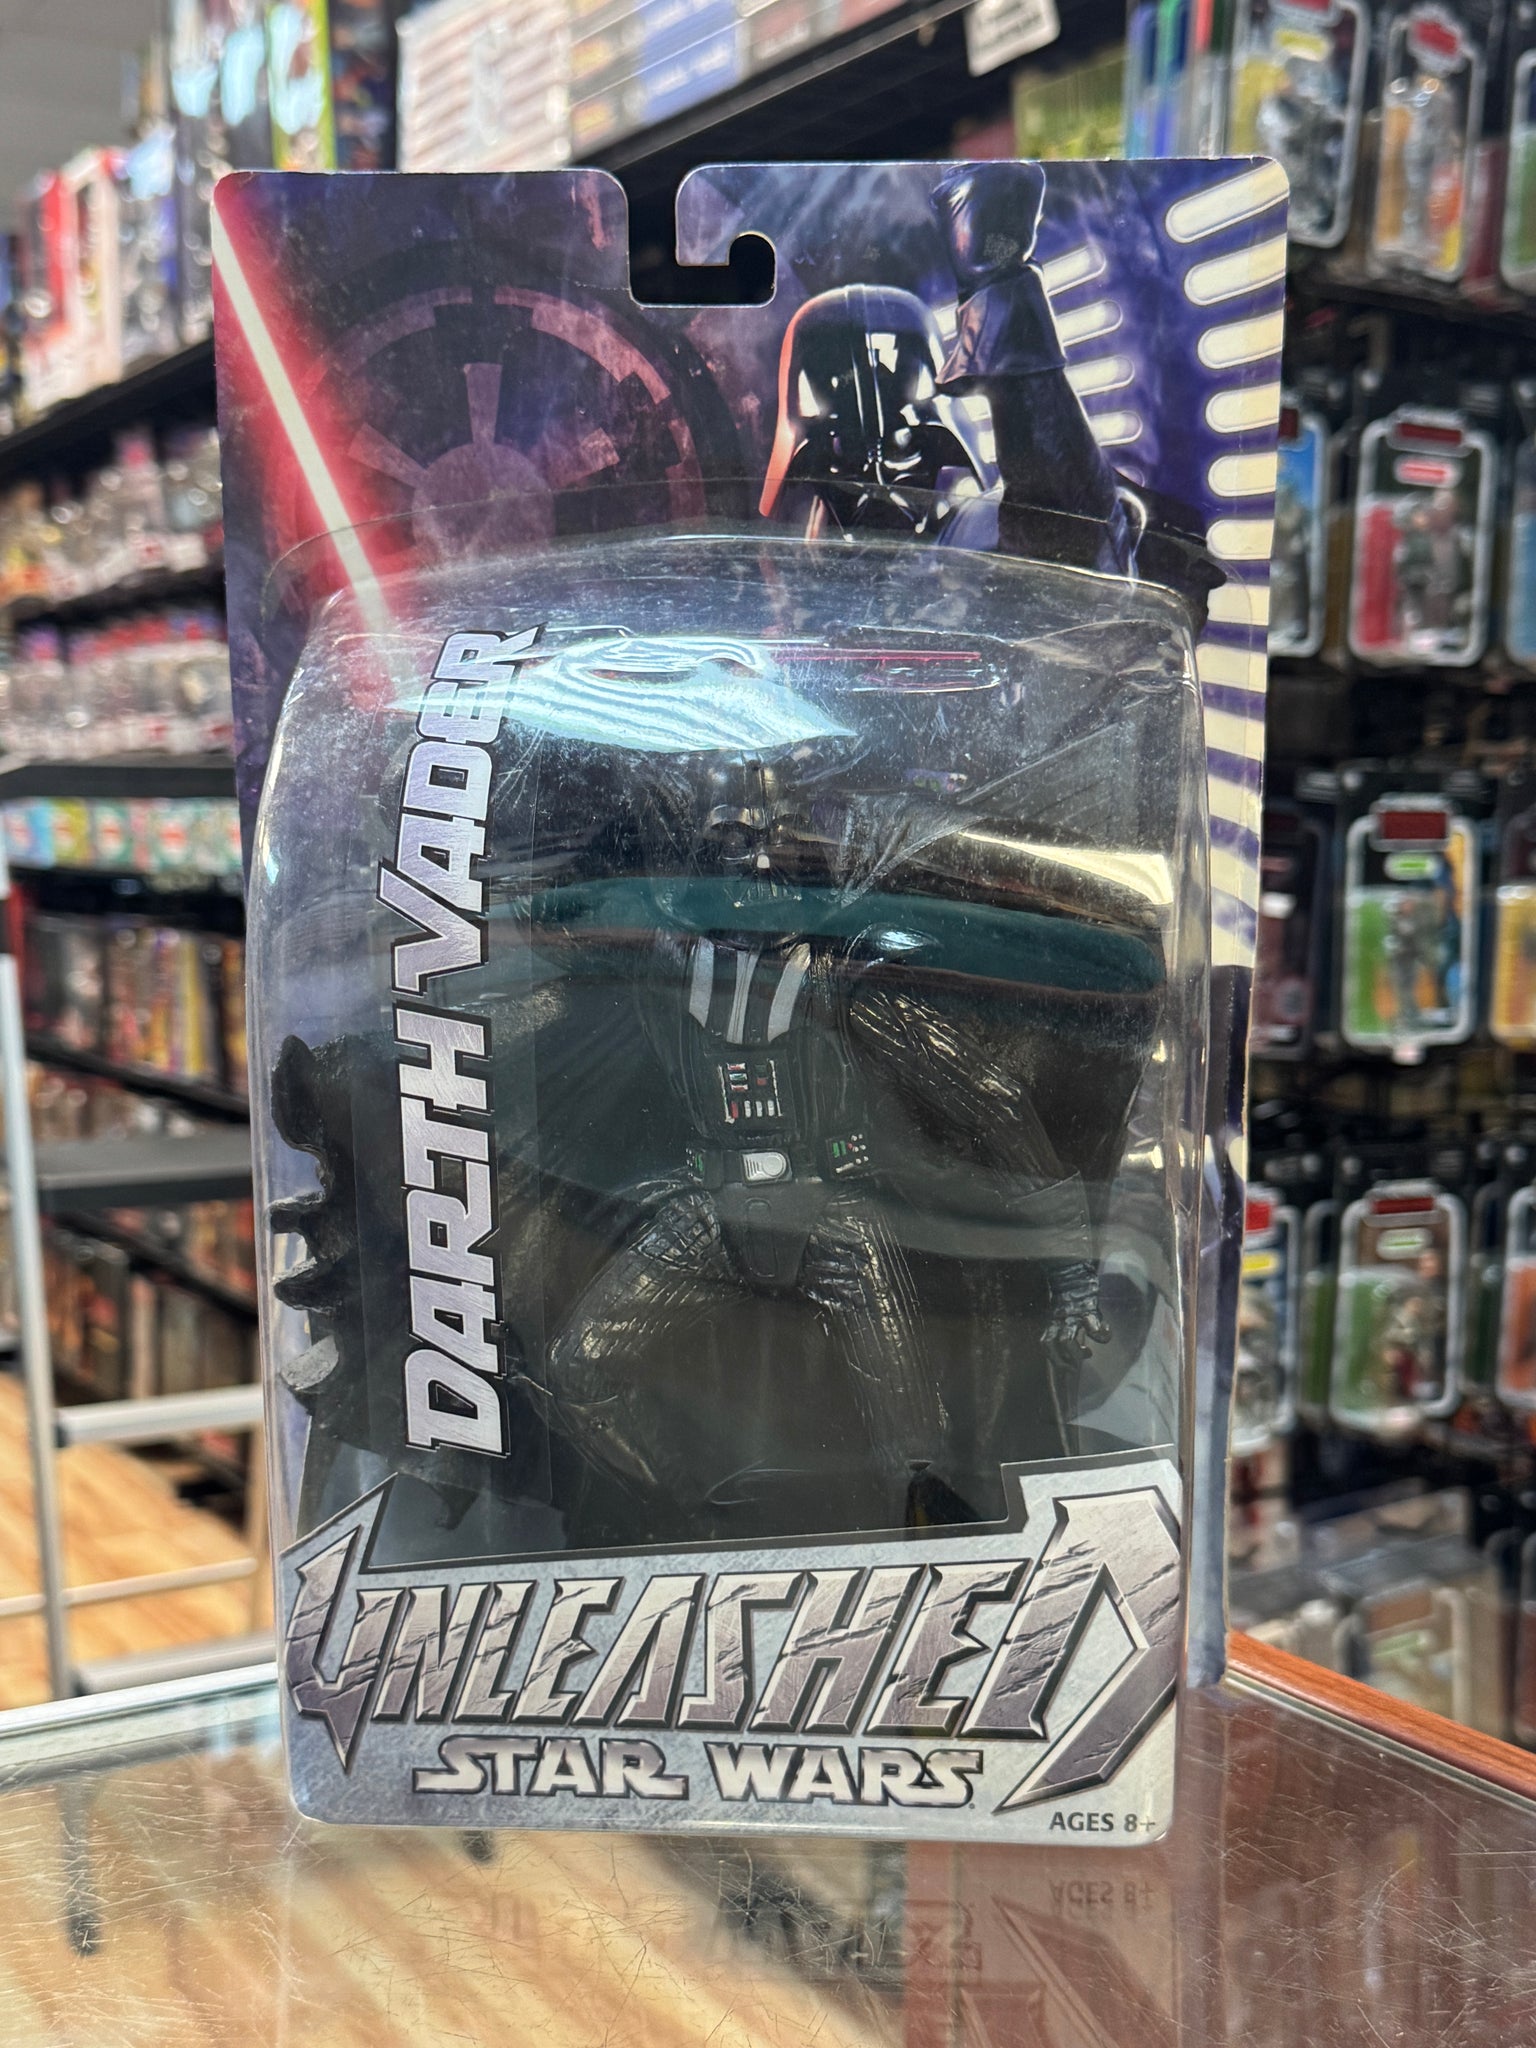 DARTH VADER
UNLEASHED
STAR WARS
AGES 8+